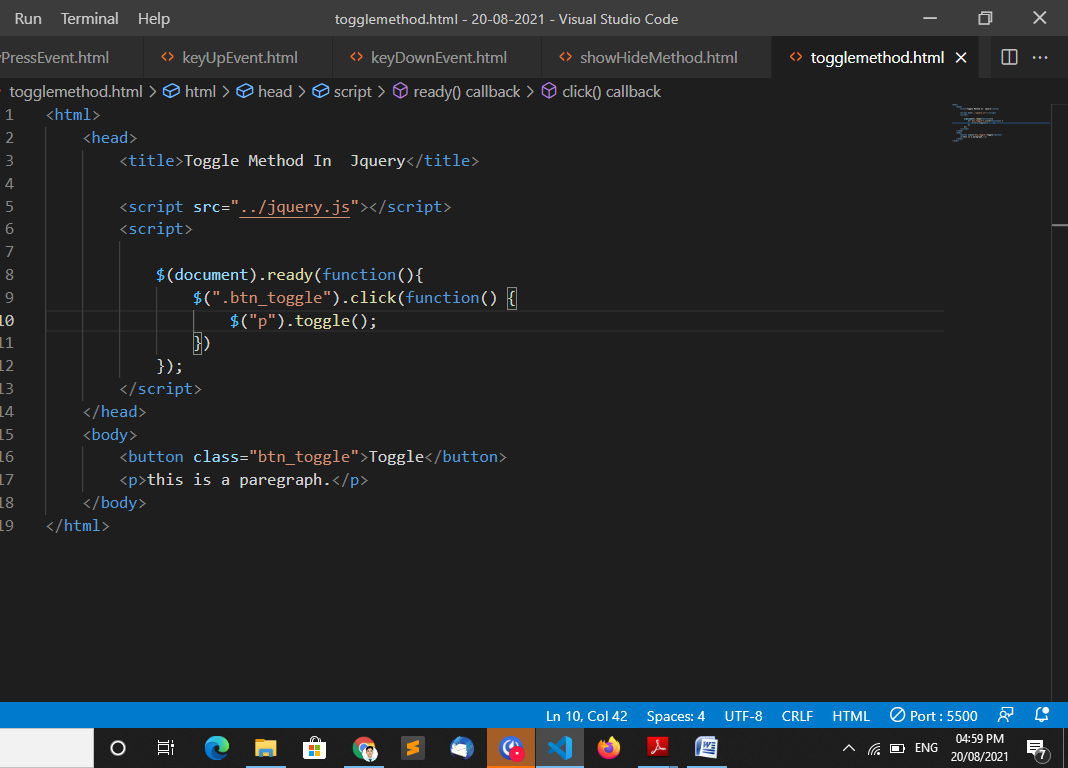 Run Terminal Help togglemethod.html - 20-08-2021 - Visual Studio Code
PressEvent.html keyUpEvent.html keyDownEvent.html showHideMethod.html togglemethod.html
togglemethod.html > html > head > script > ready() callback > click() callback
1 <html>
2 <head>
3 <title>Toggle Method In  Jquery</title>
4
5 <script src="../jquery.js"></script>
6 <script>
7
8 $(document).ready(function(){
9 $(".btn_toggle").click(function() {
10 $("p").toggle();
11 })
12 });
13 </script>
14 </head>
15 <body>
16 <button class="btn_toggle">Toggle</button>
17 <p>this is a paregraph.</p>
18 </body>
19 </html>
Ln 10, Col 42 Spaces: 4 UTF-8 CRLF HTML Port : 5500
ENG 04:59 PM
20/08/2021 7